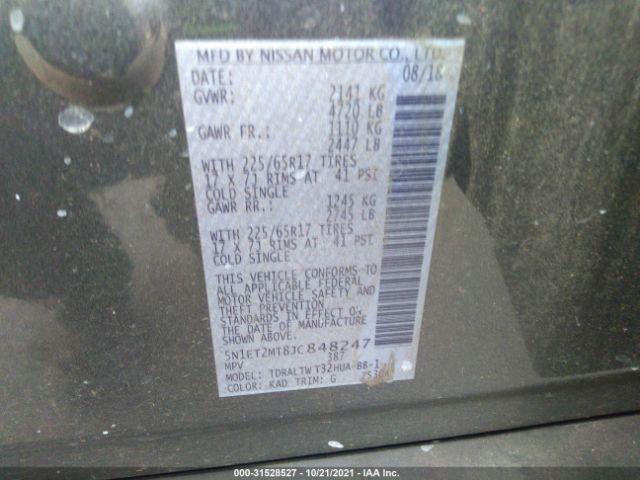 MFD BY NISSAN MOTOR CO., LTD.
DATE: 08/18
GVWR: 2141 KG
4720 LB
GAWR FR.: 1110 KG
2447 LB
WITH 225/65R17 TIRES
17 X 7J RIMS AT 41 PSI
COLD SINGLE
GAWR RR.: 1245 KG
2745 LB
WITH 225/65R17 TIRES
17 X 7J RIMS AT 41 PSI
COLD SINGLE
THIS VEHICLE CONFORMS TO
ALL APPLICABLE FEDERAL
MOTOR VEHICLE SAFETY AND
THEFT PREVENTION
STANDARDS IN EFFECT ON THE
DATE OF MANUFACTURE
SHOWN ABOVE.
5N1ET2MT8JC848247
MPV 387
MODEL: TDRALTW T32HUA-BB-1
COLOR: KAD TRIM: G
000-31528527 - 10/21/2021 - IAA Inc.